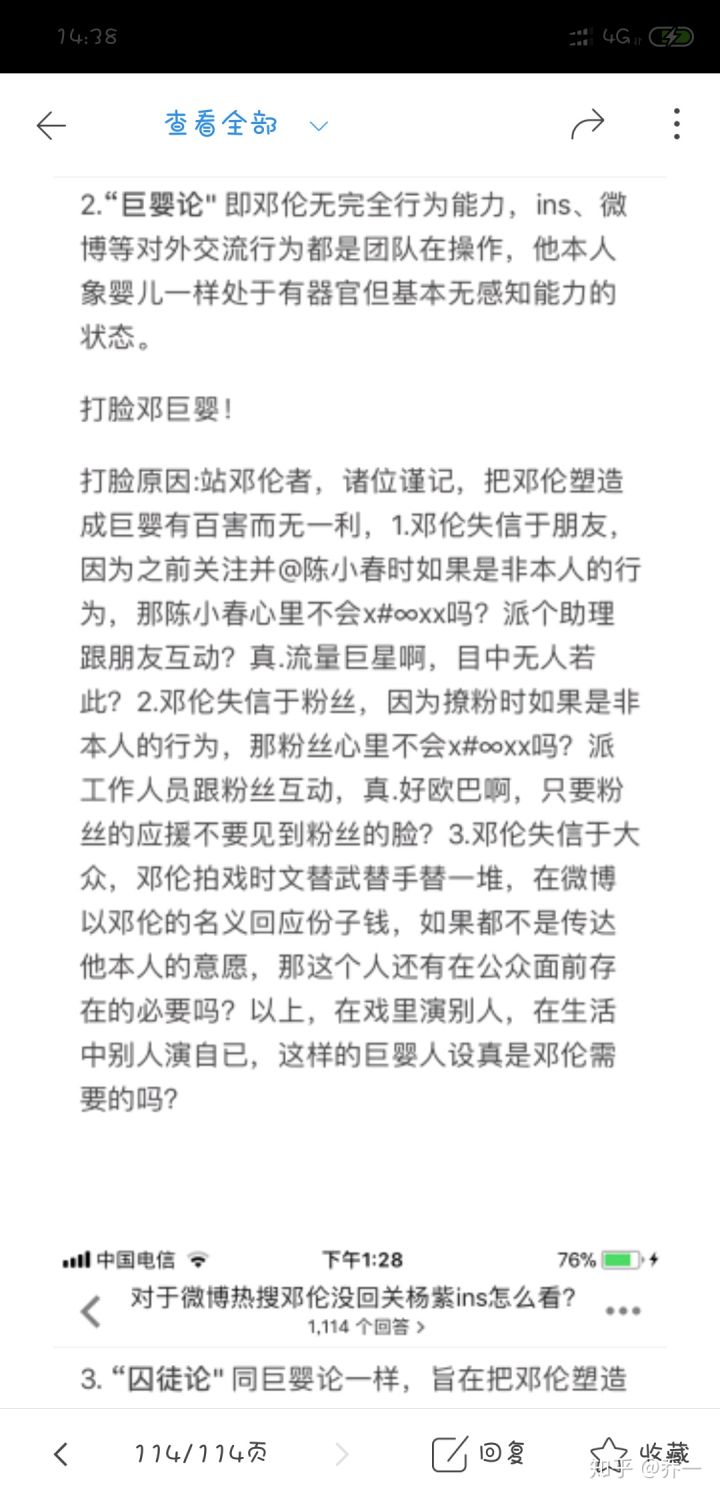 14:38
4G
查看全部
2.“巨婴论" 即邓伦无完全行为能力，ins、微
博等对外交流行为都是团队在操作，他本人
象婴儿一样处于有器官但基本无感知能力的
状态。
打脸邓巨婴！
打脸原因:站邓伦者，诸位谨记，把邓伦塑造
成巨婴有百害而无一利，1.邓伦失信于朋友，
因为之前关注并@陈小春时如果是非本人的行
为，那陈小春心里不会x#∞xx吗？派个助理
跟朋友互动？真.流量巨星啊，目中无人若
此？2.邓伦失信于粉丝，因为撩粉时如果是非
本人的行为，那粉丝心里不会x#∞xx吗？派
工作人员跟粉丝互动，真.好欧巴啊，只要粉
丝的应援不要见到粉丝的脸？3.邓伦失信于大
众，邓伦拍戏时文替武替手替一堆，在微博
以邓伦的名义回应份子钱，如果都不是传达
他本人的意愿，那这个人还有在公众面前存
在的必要吗？以上，在戏里演别人，在生活
中别人演自已，这样的巨婴人设真是邓伦需
要的吗？
中国电信 下午1:28 76%
对于微博热搜邓伦没回关杨紫ins怎么看？
1,114 个回答 >
3. “囚徒论" 同巨婴论一样，旨在把邓伦塑造
114/114页 回复 收藏
知乎 @乔一